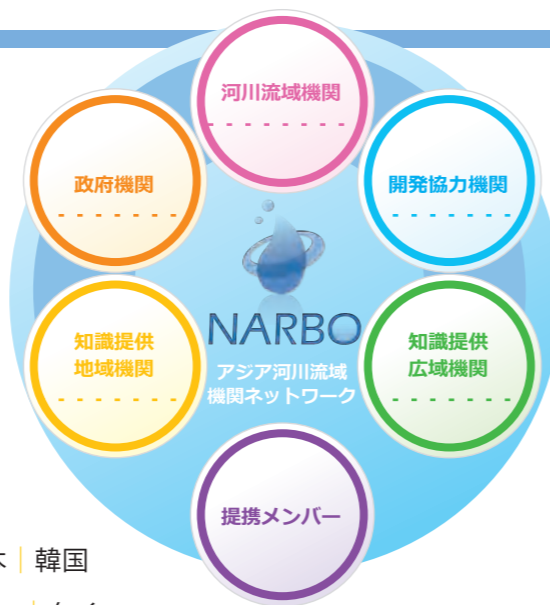 河川流域機関
政府機関
開発協力機関
NARBO
アジア河川流域
機関ネットワーク
知識提供
地域機関
知識提供
広域機関
提携メンバー
韓国